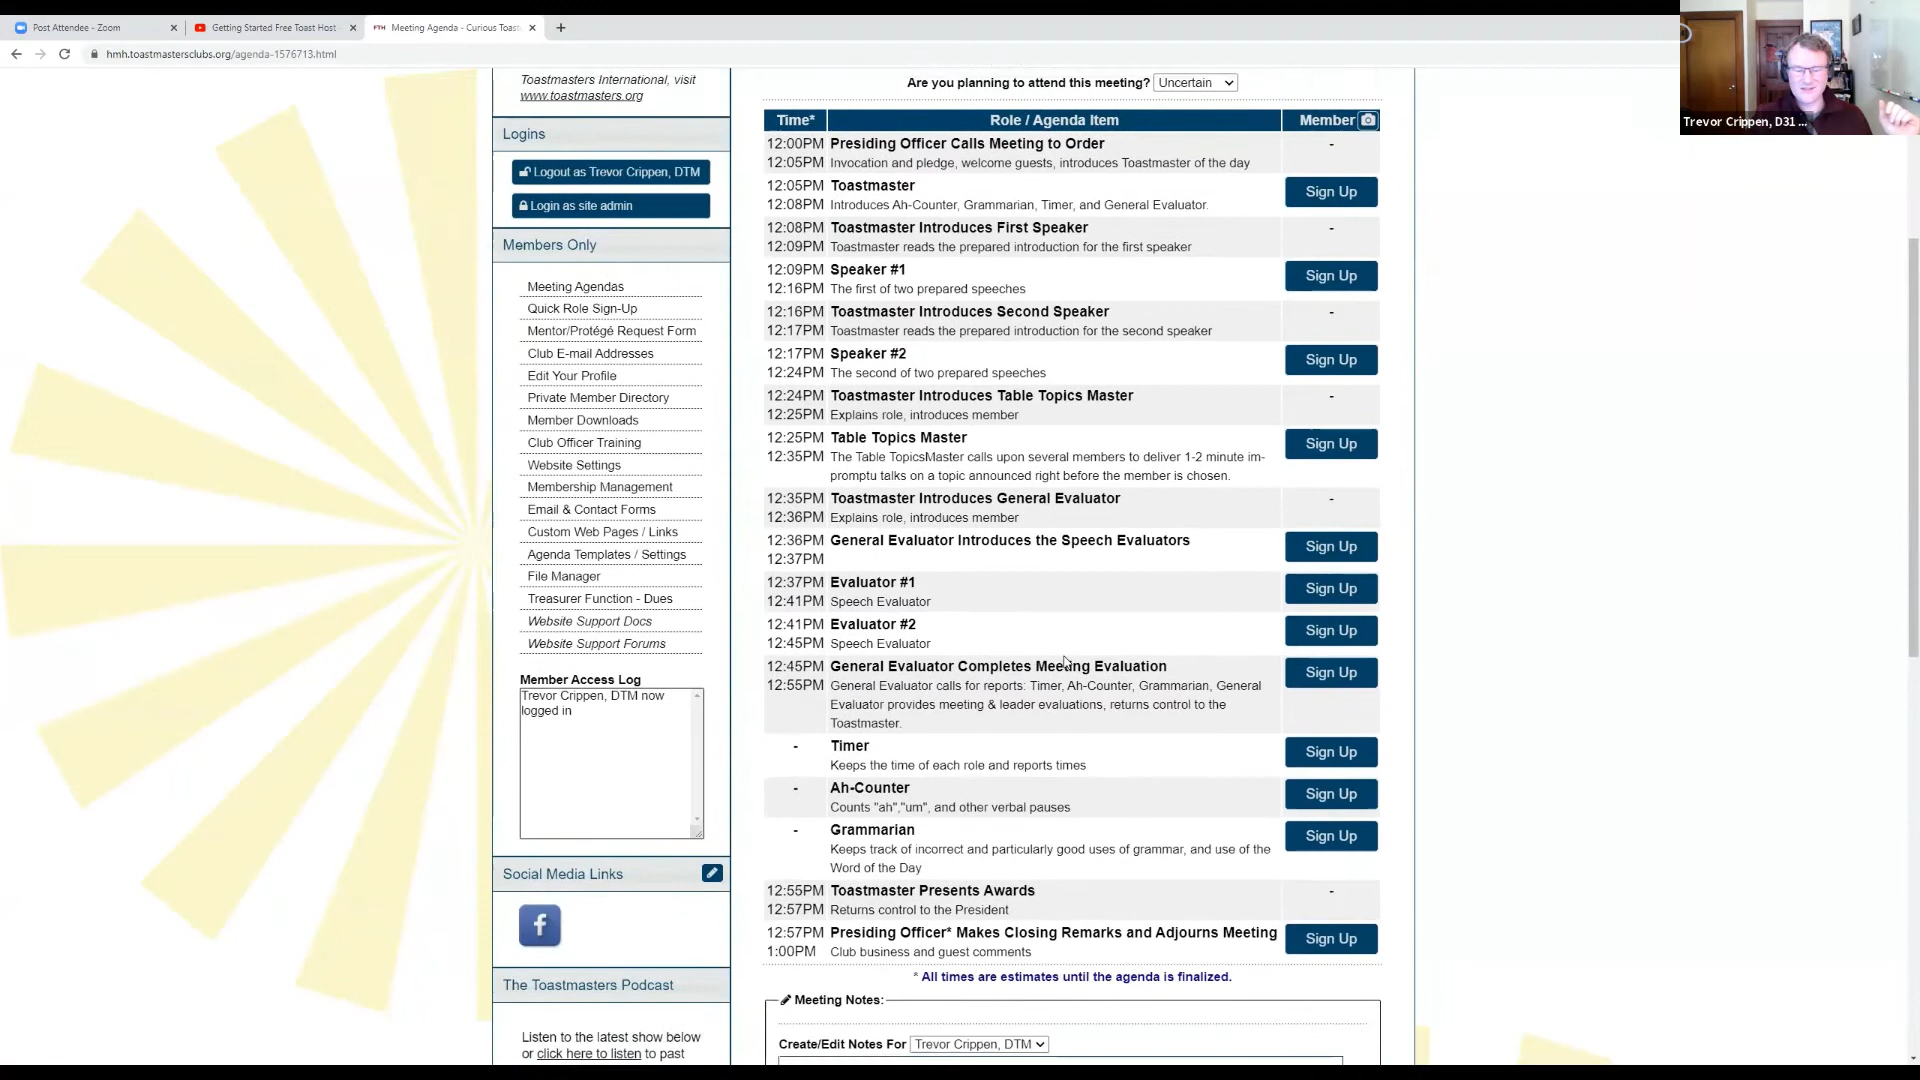 Post Attendee - Zoom
Getting Started Free Toast Host
FTH Meeting Agenda - Curious Toast
hmh.toastmastersclubs.org/agenda-1576713.html
Trevor Crippen, D31 ...
Toastmasters International, visit
www.toastmasters.org
Logins
Logout as Trevor Crippen, DTM
Login as site admin
Members Only
Meeting Agendas
Quick Role Sign-Up
Mentor/Protégé Request Form
Club E-mail Addresses
Edit Your Profile
Private Member Directory
Member Downloads
Club Officer Training
Website Settings
Membership Management
Email & Contact Forms
Custom Web Pages / Links
Agenda Templates / Settings
File Manager
Treasurer Function - Dues
Website Support Docs
Website Support Forums
Member Access Log
Trevor Crippen, DTM now
logged in
Social Media Links
f
The Toastmasters Podcast
Listen to the latest show below
or click here to listen to past
Are you planning to attend this meeting? Uncertain
Time* Role / Agenda Item Member
12:00PM Presiding Officer Calls Meeting to Order -
12:05PM Invocation and pledge, welcome guests, introduces Toastmaster of the day
12:05PM Toastmaster Sign Up
12:08PM Introduces Ah-Counter, Grammarian, Timer, and General Evaluator.
12:08PM Toastmaster Introduces First Speaker -
12:09PM Toastmaster reads the prepared introduction for the first speaker
12:09PM Speaker #1 Sign Up
12:16PM The first of two prepared speeches
12:16PM Toastmaster Introduces Second Speaker -
12:17PM Toastmaster reads the prepared introduction for the second speaker
12:17PM Speaker #2 Sign Up
12:24PM The second of two prepared speeches
12:24PM Toastmaster Introduces Table Topics Master -
12:25PM Explains role, introduces member
12:25PM Table Topics Master Sign Up
12:35PM The Table TopicsMaster calls upon several members to deliver 1-2 minute im-
promptu talks on a topic announced right before the member is chosen.
12:35PM Toastmaster Introduces General Evaluator -
12:36PM Explains role, introduces member
12:36PM General Evaluator Introduces the Speech Evaluators Sign Up
12:37PM
12:37PM Evaluator #1 Sign Up
12:41PM Speech Evaluator
12:41PM Evaluator #2 Sign Up
12:45PM Speech Evaluator
12:45PM General Evaluator Completes Meeting Evaluation Sign Up
12:55PM General Evaluator calls for reports: Timer, Ah-Counter, Grammarian, General
Evaluator provides meeting & leader evaluations, returns control to the
Toastmaster.
- Timer Sign Up
Keeps the time of each role and reports times
- Ah-Counter Sign Up
Counts "ah","um", and other verbal pauses
- Grammarian Sign Up
Keeps track of incorrect and particularly good uses of grammar, and use of the
Word of the Day
12:55PM Toastmaster Presents Awards -
12:57PM Returns control to the President
12:57PM Presiding Officer* Makes Closing Remarks and Adjourns Meeting Sign Up
1:00PM Club business and guest comments
* All times are estimates until the agenda is finalized.
Meeting Notes:
Create/Edit Notes For Trevor Crippen, DTM